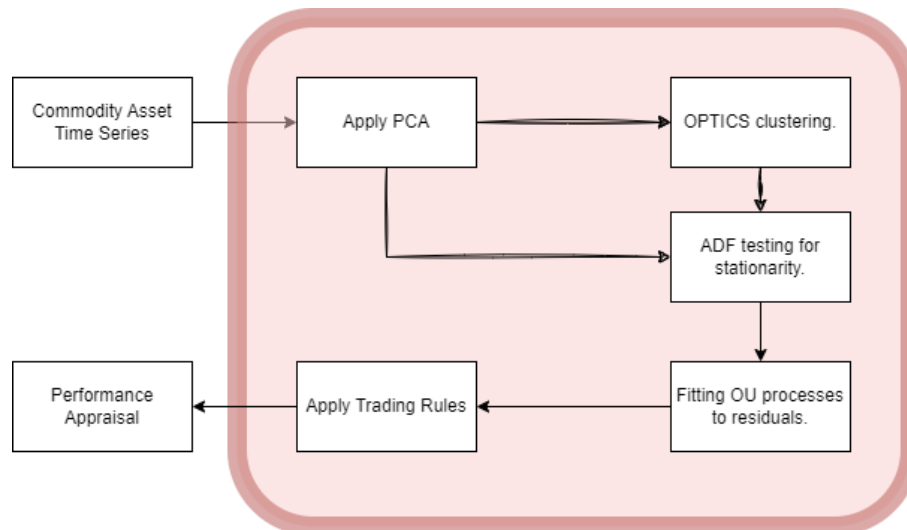 Commodity Asset
Time Series
Apply PCA
OPTICS clustering.
ADF testing for
stationarity.
Performance
Appraisal
Apply Trading Rules
Fitting OU processes
to residuals.